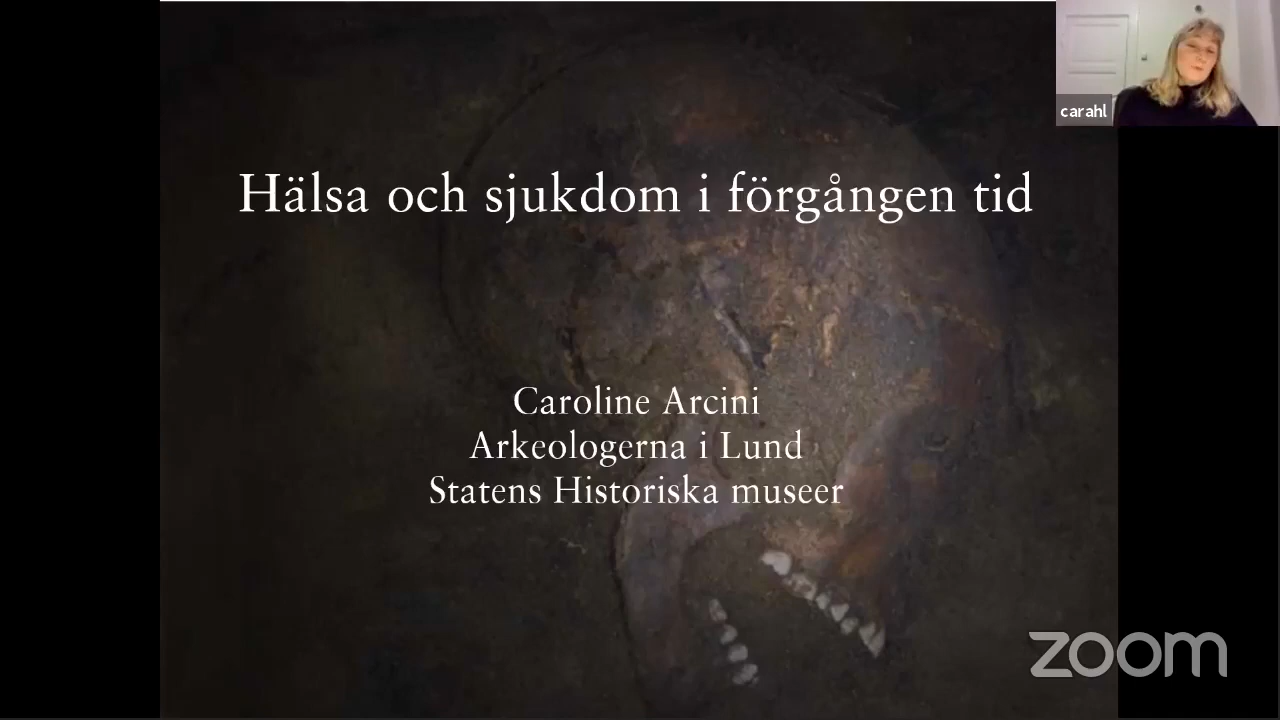 Hälsa och sjukdom i förgången tid
Caroline Arcini
Arkeologerna i Lund
Statens Historiska museer
carahl
zoom